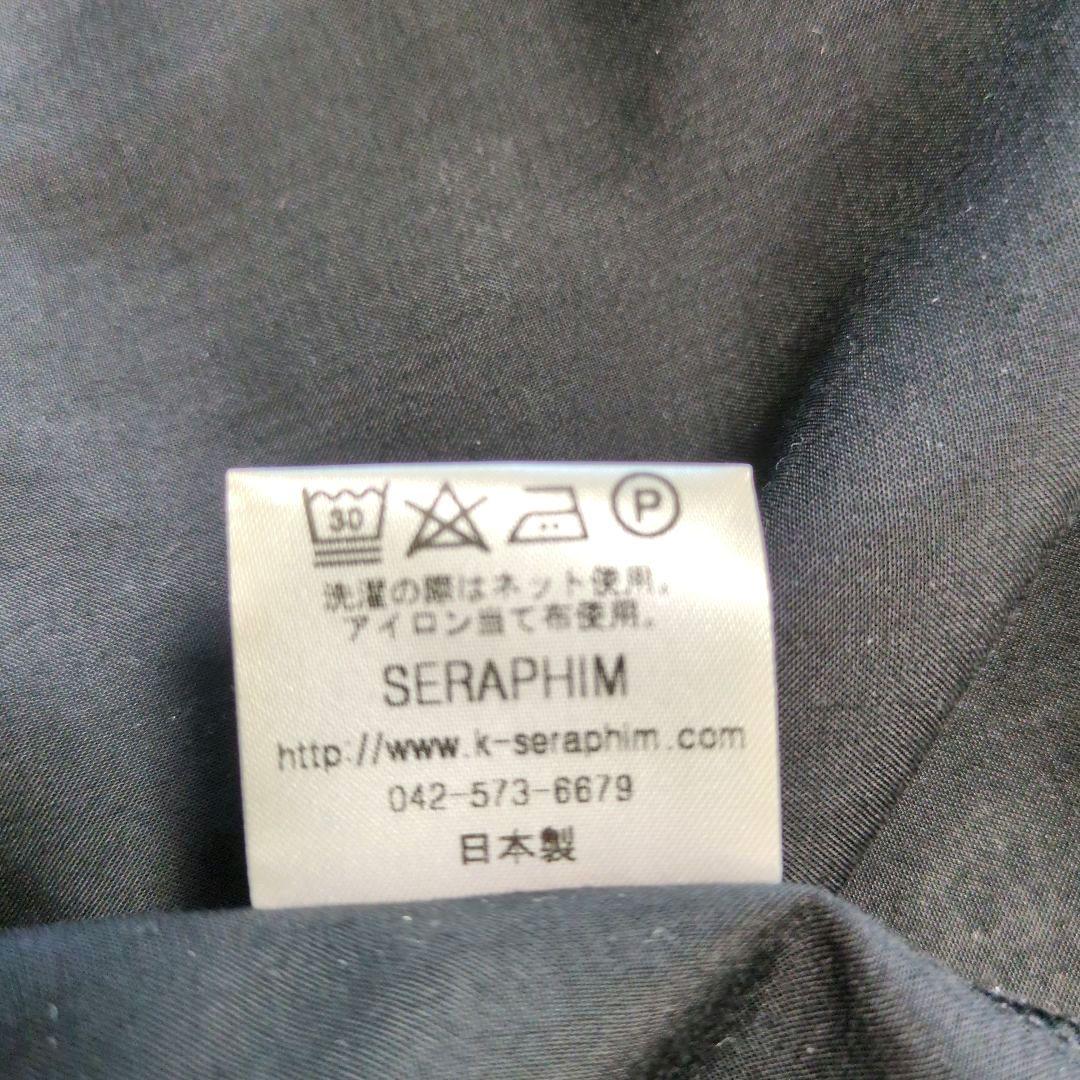 30 P
洗濯の際はネット使用。
アイロン当て布使用。
SERAPHIM
http://www.k-seraphim.com
042-573-6679
日本製